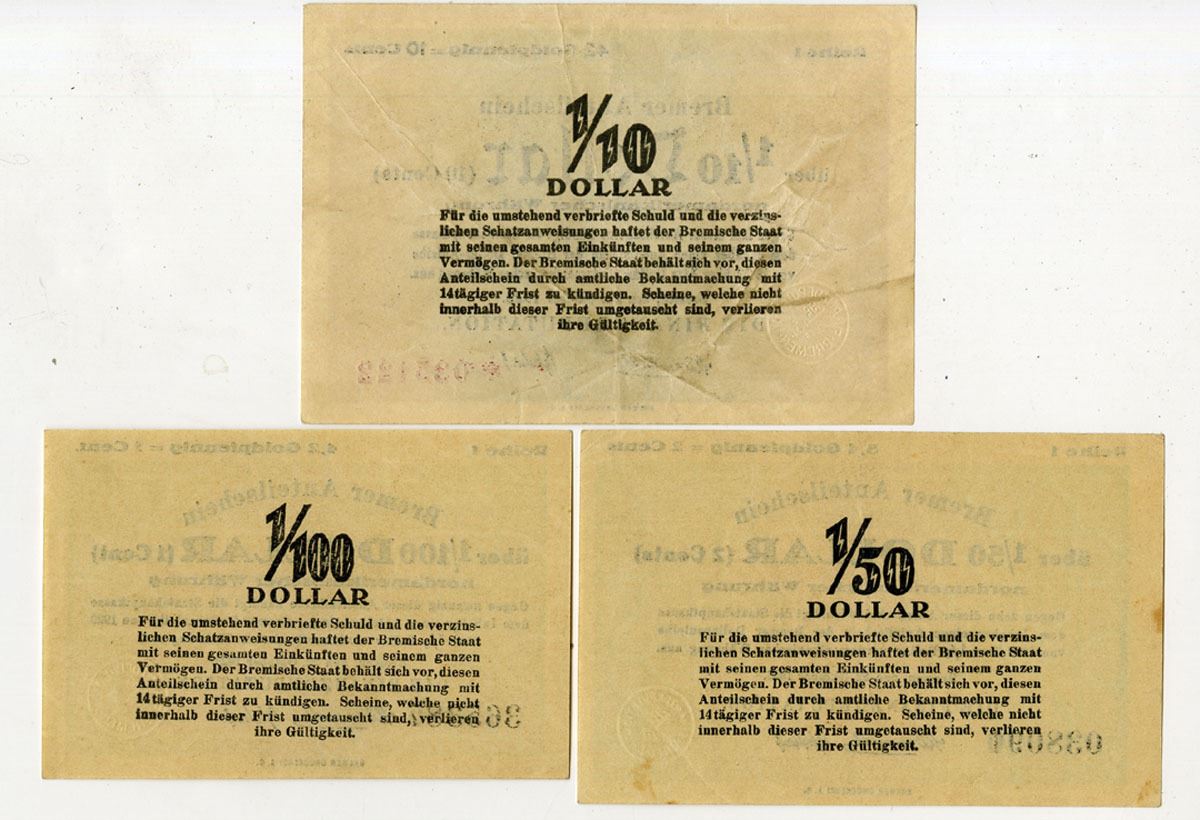 1/10
DOLLAR
Für die umstehend verbriefte Schuld und die verzins-
lichen Schatzanweisungen haftet der Bremische Staat
mit seinen gesamten Einkünften und seinem ganzen
Vermögen. Der Bremische Staat behält sich vor, diesen
Anteilschein durch amtliche Bekanntmachung mit
14tägiger Frist zu kündigen. Scheine, welche nicht
innerhalb dieser Frist umgetauscht sind, verlieren
ihre Gültigkeit.
1/100
DOLLAR
Für die umstehend verbriefte Schuld und die verzins-
lichen Schatzanweisungen haftet der Bremische Staat
mit seinen gesamten Einkünften und seinem ganzen
Vermögen. Der Bremische Staat behält sich vor, diesen
Anteilschein durch amtliche Bekanntmachung mit
14tägiger Frist zu kündigen. Scheine, welche nicht
innerhalb dieser Frist umgetauscht sind, verlieren
ihre Gültigkeit.
1/50
DOLLAR
Für die umstehend verbriefte Schuld und die verzins-
lichen Schatzanweisungen haftet der Bremische Staat
mit seinen gesamten Einkünften und seinem ganzen
Vermögen. Der Bremische Staat behält sich vor, diesen
Anteilschein durch amtliche Bekanntmachung mit
14tägiger Frist zu kündigen. Scheine, welche nicht
innerhalb dieser Frist umgetauscht sind, verlieren
ihre Gültigkeit.